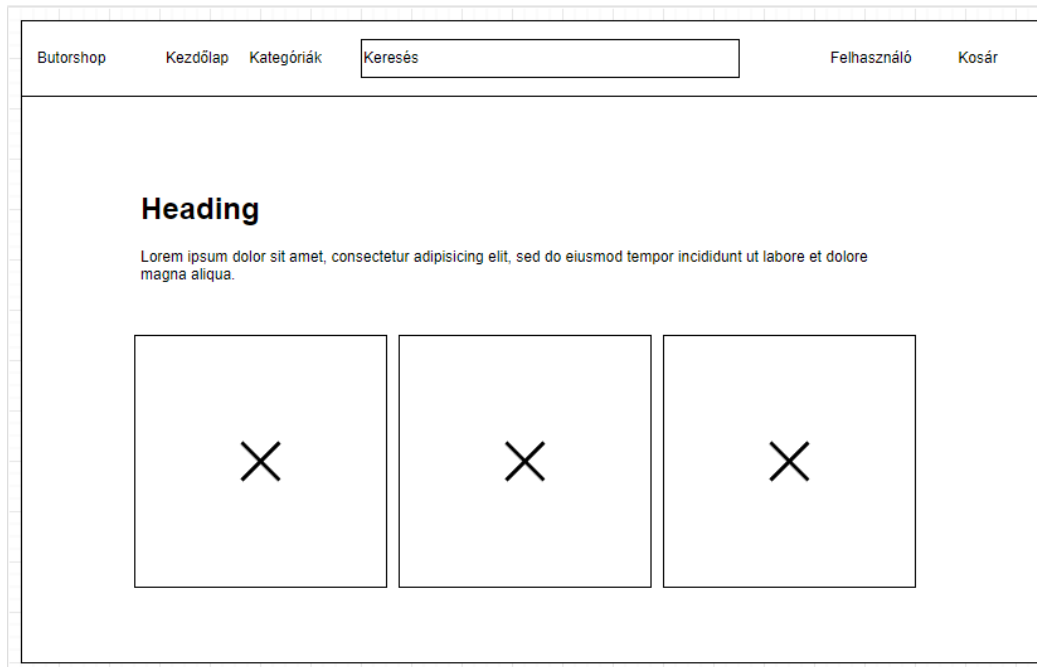 Butorshop Kezdőlap Kategóriák Keresés Felhasználó Kosár
Heading
Lorem ipsum dolor sit amet, consectetur adipisicing elit, sed do eiusmod tempor incididunt ut labore et dolore
magna aliqua.